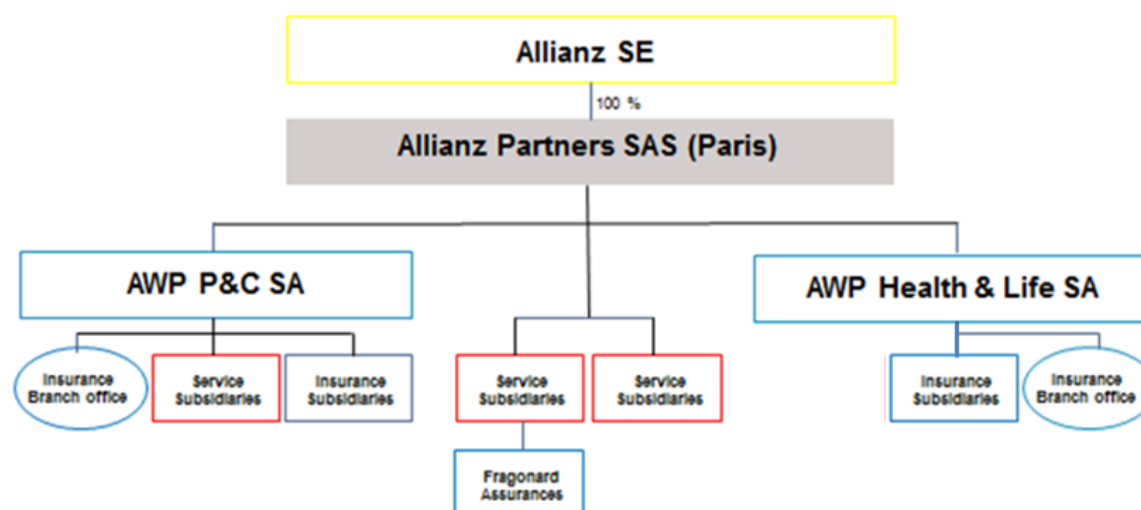 Allianz SE
100 %
Allianz Partners SAS (Paris)
AWP P&C SA
AWP Health & Life SA
Insurance
Branch office
Service
Subsidiaries
Insurance
Subsidiaries
Service
Subsidiaries
Service
Subsidiaries
Insurance
Subsidiaries
Insurance
Branch office
Fragonard
Assurances